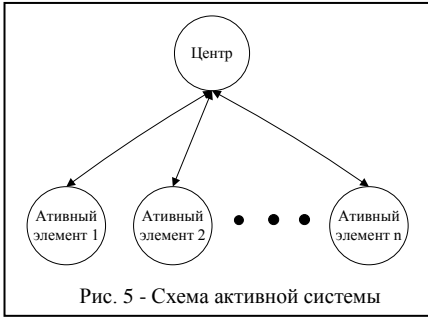 Центр
Ативный
элемент 1
Ативный
элемент 2
Ативный
элемент n
Рис. 5 - Схема активной системы